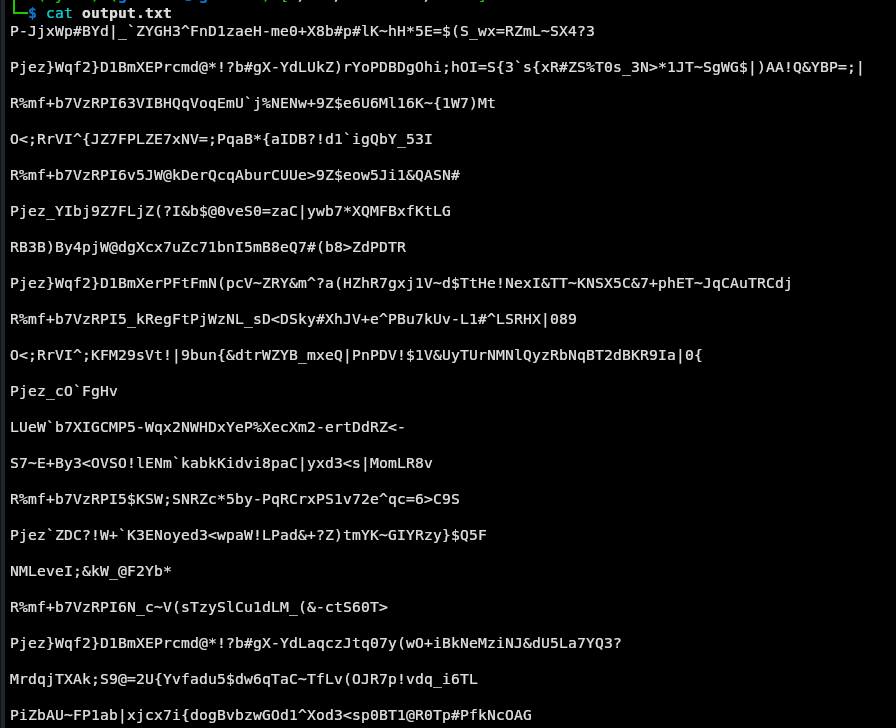 └─$ cat output.txt
P-JjxWp#BYd|_`ZYGH3^FnD1zaeH-me0+X8b#p#lK~hH*5E=$(S_wx=RZmL~SX4?3
Pjez}Wqf2}D1BmXEPrcmd@*!?b#gX-YdLUkZ)rYoPDBDgOhi;hOI=S{3`s{xR#ZS%T0s_3N>*1JT~SgWG$|)AA!Q&YBP=;|
R%mf+b7VzRPI63VIBHQqVoqEmU`j%NENw+9Z$e6U6Ml16K~{1W7)Mt
O<;RrVI^{JZ7FPLZE7xNV=;PqaB*{aIDB?!d1`igQbY_53I
R%mf+b7VzRPI6v5JW@kDerQcqAburCUUe>9Z$eow5Ji1&QASN#
Pjez_YIbj9Z7FLjZ(?I&b$@0veS0=zaC|ywb7*XQMFBxfKtLG
RB3B)By4pjW@dgXcx7uZc71bnI5mB8eQ7#(b8>ZdPDTR
Pjez}Wqf2}D1BmXerPFtFmN(pcV~ZRY&m^?a(HZhR7gxj1V~d$TtHe!NexI&TT~KNSX5C&7+phET~JqCAuTRCdj
R%mf+b7VzRPI5_kRegFtPjWzNL_sD<DSky#XhJV+e^PBu7kUv-L1#^LSRHX|089
O<;RrVI^;KFM29sVt!|9bun{&dtrWZYB_mxeQ|PnPDV!$1V&UyTUrNMNlQyzRbNqBT2dBKR9Ia|0{
Pjez_cO`FgHv
LUeW`b7XIGCMP5-Wqx2NWHDxYeP%XecXm2-ertDdRZ<-
S7~E+By3<OVSO!lENm`kabkKidvi8paC|yxd3<s|MomLR8v
R%mf+b7VzRPI5$KSW;SNRZc*5by-PqRCrxPS1v72e^qc=6>C9S
Pjez`ZDC?!W+`K3ENoyed3<wpaW!LPad&+?Z)tmYK~GIYRzy}$Q5F
NMLeveI;&kW_@F2Yb*
R%mf+b7VzRPI6N_c~V(sTzySlCu1dLM_(&-ctS60T>
Pjez}Wqf2}D1BmXEPrcmd@*!?b#gX-YdLaqczJtq07y(wO+iBkNeMziNJ&dU5La7YQ3?
MrdqjTXAk;S9@=2U{Yvfadu5$dw6qTaC~TfLv(OJR7p!vdq_i6TL
PiZbAU~FP1ab|xjcx7i{dogBvbzwGOd1^Xod3<sp0BT1@R0Tp#PfkNcOAG